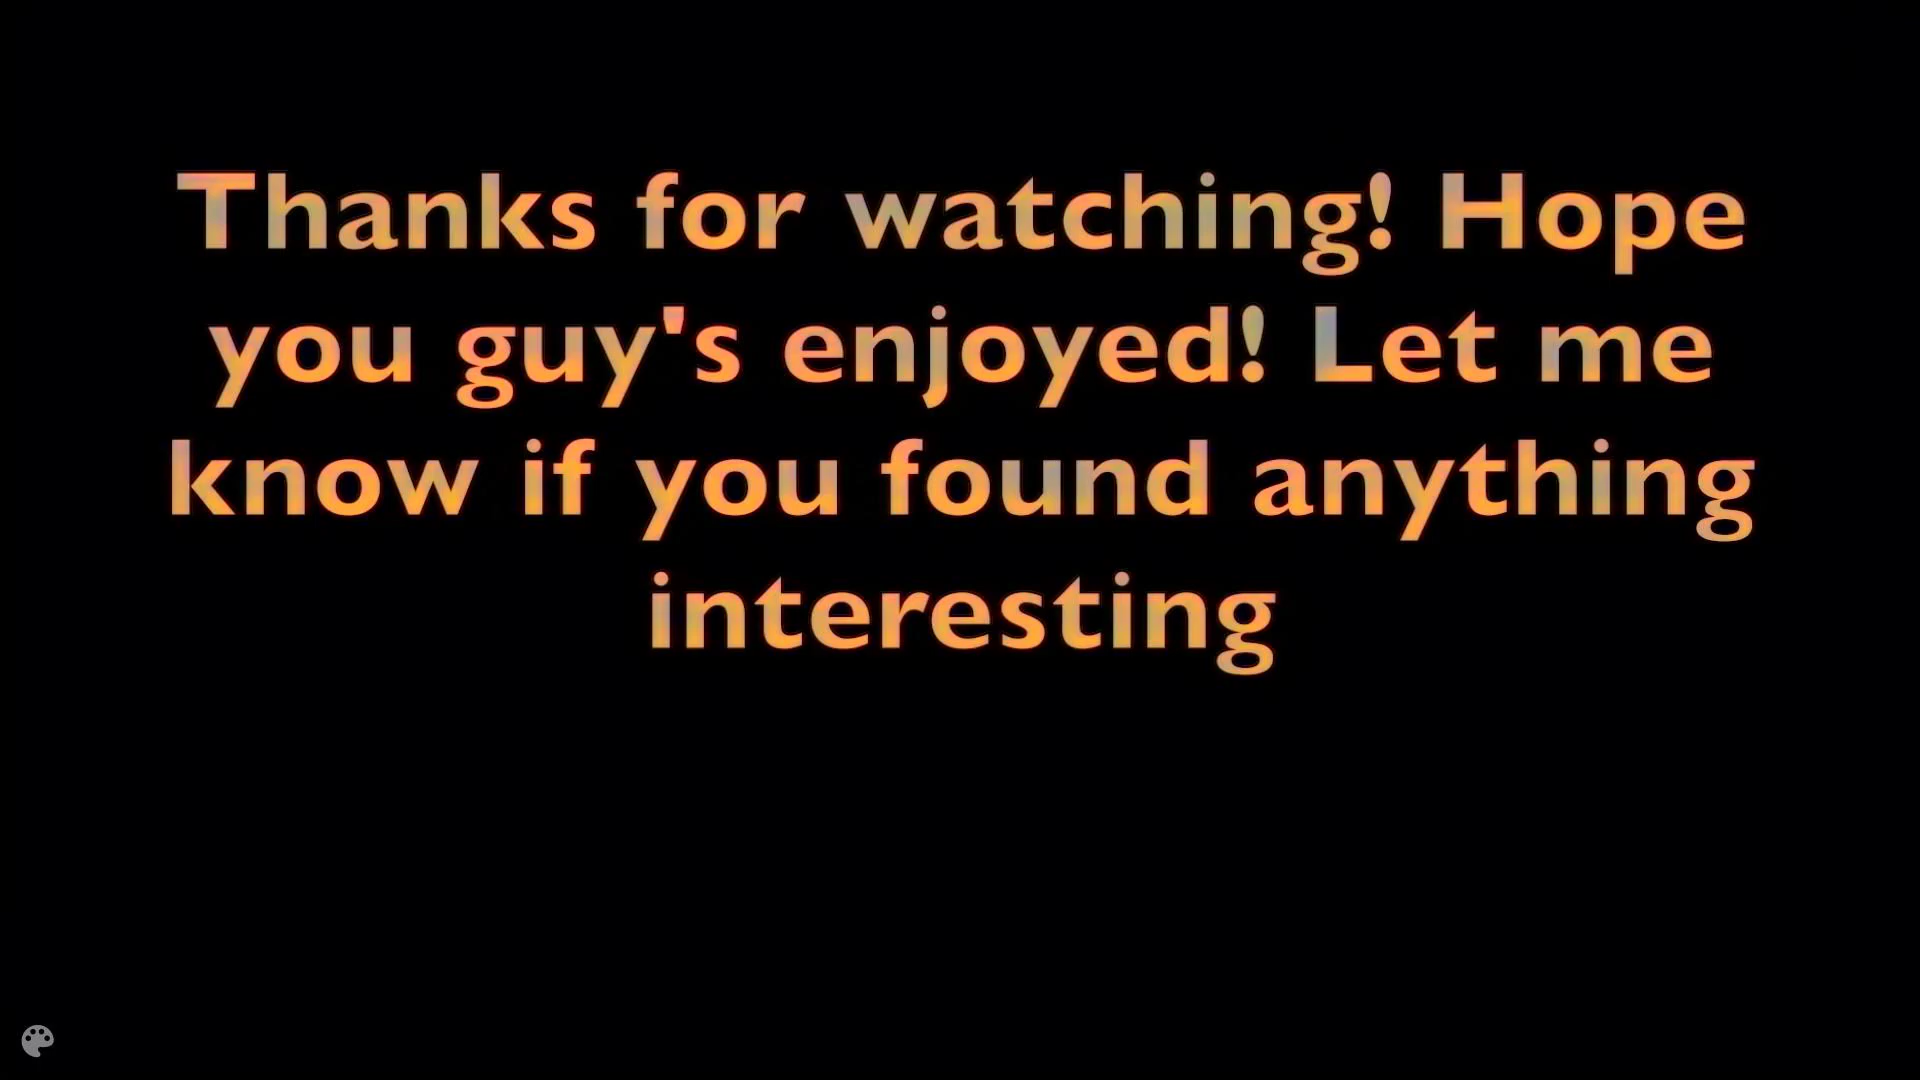 Thanks for watching! Hope
you guy's enjoyed! Let me
know if you found anything
interesting